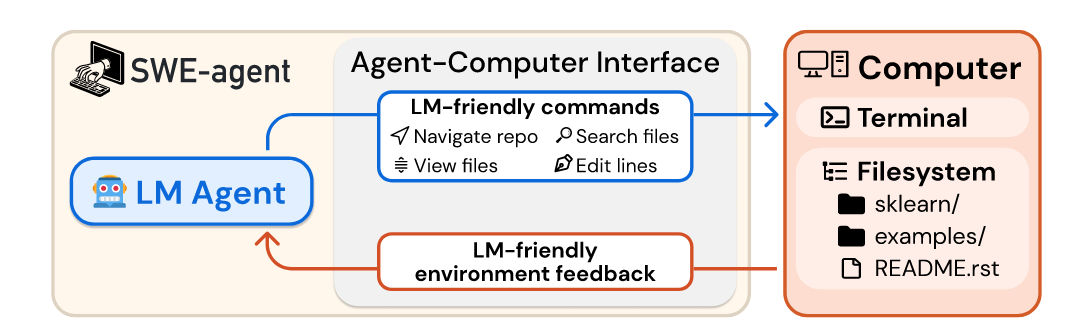 SWE-agent
Agent-Computer Interface
LM-friendly commands
Navigate repo
Search files
View files
Edit lines
LM Agent
LM-friendly
environment feedback
Computer
Terminal
Filesystem
sklearn/
examples/
README.rst